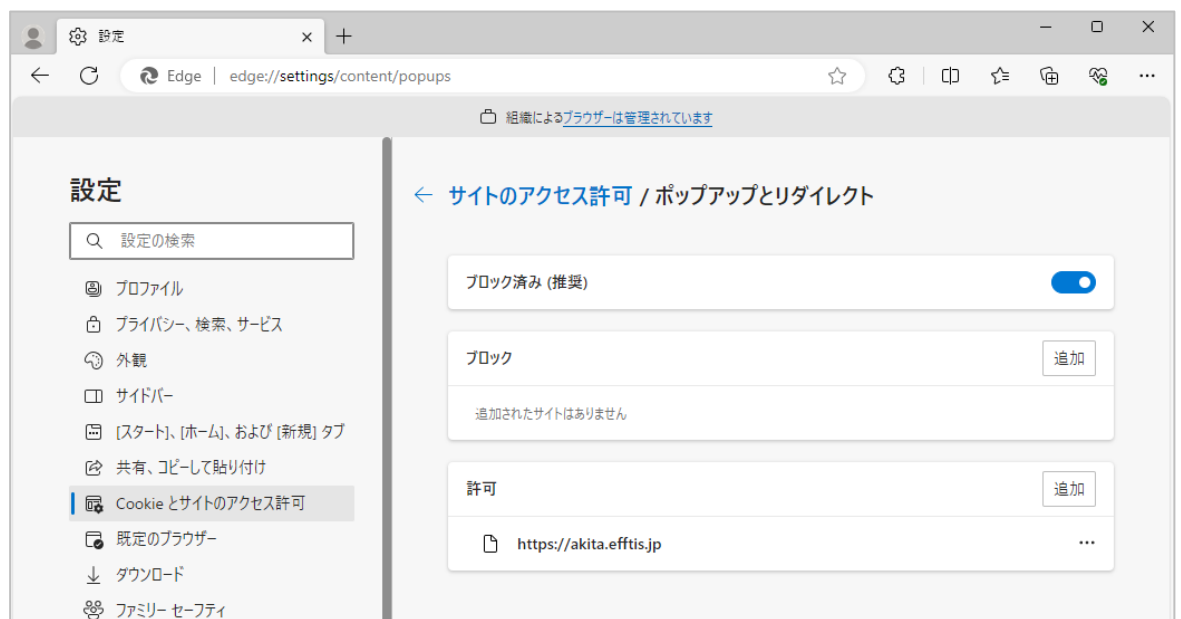 設定
Edge | edge://settings/content/popups
組織によるブラウザーは管理されています
設定
設定の検索
プロファイル
プライバシー、検索、サービス
外観
サイドバー
[スタート]、[ホーム]、および [新規] タブ
共有、コピーして貼り付け
Cookie とサイトのアクセス許可
既定のブラウザー
ダウンロード
ファミリー セーフティ
サイトのアクセス許可 / ポップアップとリダイレクト
ブロック済み (推奨)
ブロック
追加
追加されたサイトはありません
許可
追加
https://akita.efftis.jp